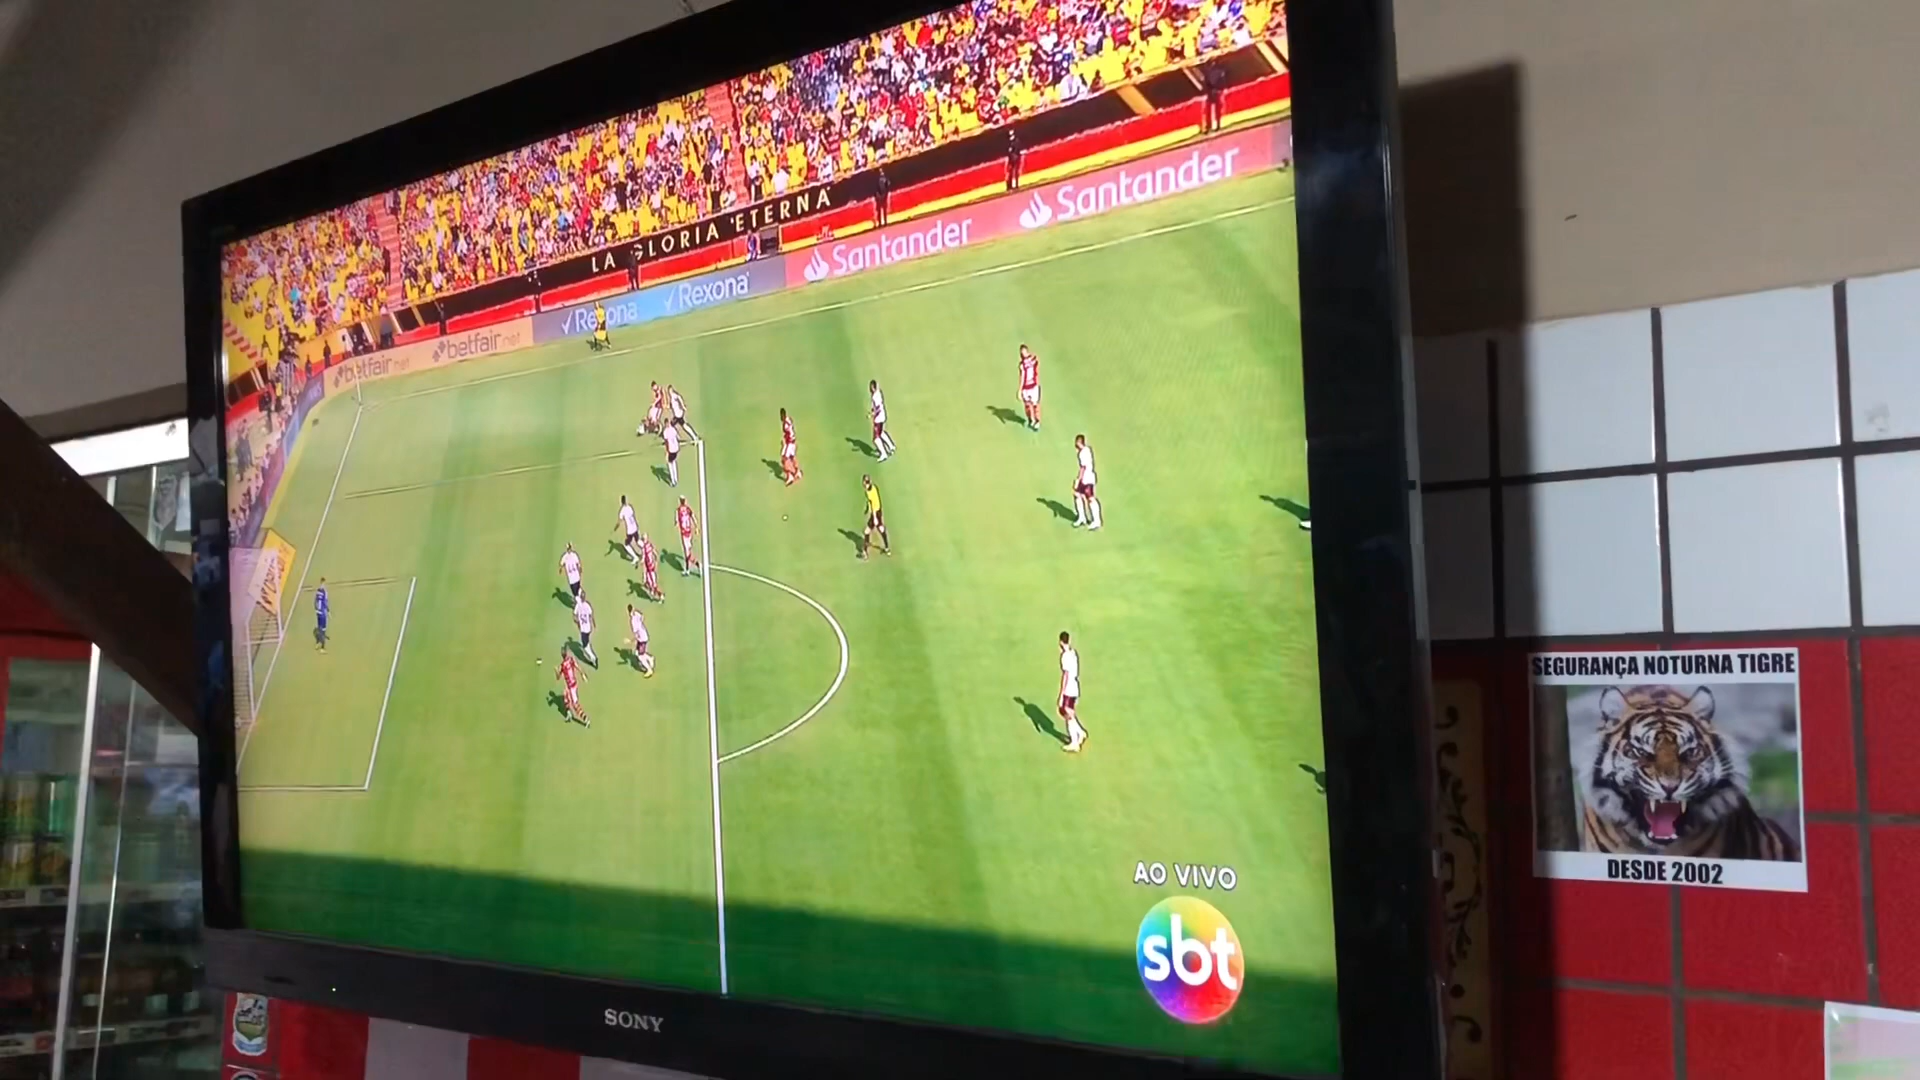 LA GLORIA ETERNA
Santander
Santander
Rexona
Rexona
betfair.net
betfair.net
AO VIVO
sbt
SONY
SEGURANÇA NOTURNA TIGRE
DESDE 2002